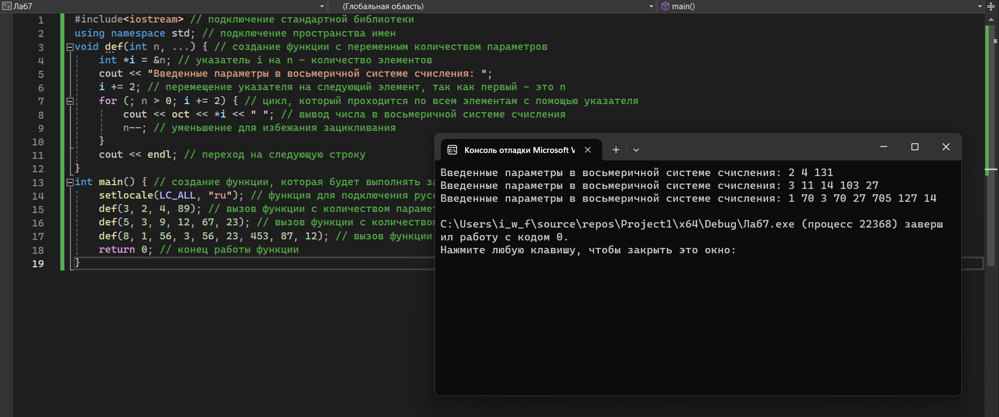 Лаб7 (Глобальная область) main()
1 #include<iostream> // подключение стандартной библиотеки
2 using namespace std; // подключение пространства имен
3 void def(int n, ...) { // создание функции с переменным количеством параметров
4 int *i = &n; // указатель i на n - количество элементов
5 cout << "Введенные параметры в восьмеричной системе счисления: ";
6 i += 2; // перемещение указателя на следующий элемент, так как первый - это n
7 for (; n > 0; i += 2) { // цикл, который проходится по всем элементам с помощью указателя
8 cout << oct << *i << " "; // вывод числа в восьмеричной системе счисления
9 n--; // уменьшение для избежания зацикливания
10 }
11 cout << endl; // переход на следующую строку
12 }
13 int main() { // создание функции, которая будет выполнять за
14 setlocale(LC_ALL, "ru"); // функция для подключения русс
15 def(3, 2, 4, 89); // вызов функции с количеством парамет
16 def(5, 3, 9, 12, 67, 23); // вызов функции с количеством
17 def(8, 1, 56, 3, 56, 23, 453, 87, 12); // вызов функции
18 return 0; // конец работы функции
19 }
Консоль отладки Microsoft V
Введенные параметры в восьмеричной системе счисления: 2 4 131
Введенные параметры в восьмеричной системе счисления: 3 11 14 103 27
Введенные параметры в восьмеричной системе счисления: 1 70 3 70 27 705 127 14
C:\Users\i_w_f\source\repos\Project1\x64\Debug\Лаб7.exe (процесс 22368) заверш
ил работу с кодом 0.
Нажмите любую клавишу, чтобы закрыть это окно: